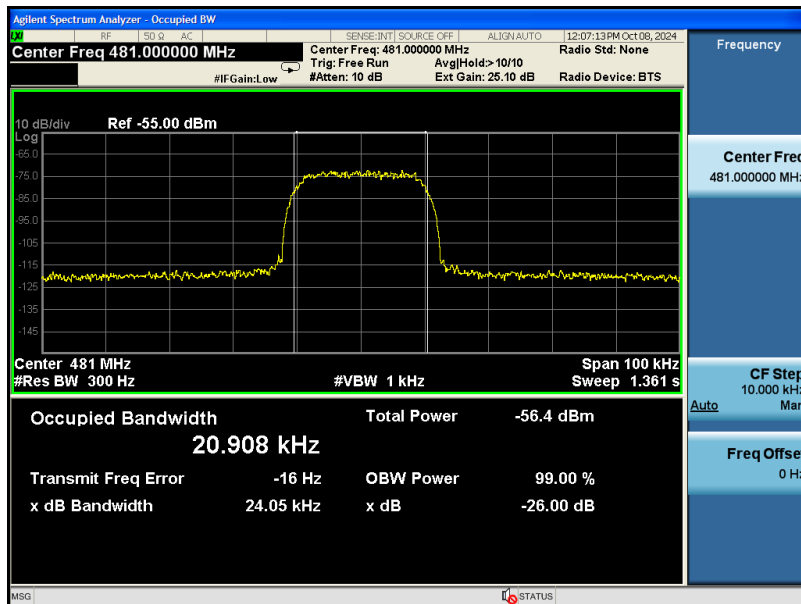 Agilent Spectrum Analyzer - Occupied BW
LXI RF 50 Ω AC SENSE:INT SOURCE OFF ALIGN AUTO 12:07:13 PM Oct 08, 2024
Center Freq 481.000000 MHz Center Freq: 481.000000 MHz Radio Std: None
Trig: Free Run Avg|Hold:> 10/10
#IFGain:Low #Atten: 10 dB Ext Gain: 25.10 dB Radio Device: BTS
10 dB/div Ref -55.00 dBm
Log
-65.0
-75.0
-85.0
-95.0
-105
-115
-125
-135
-145
Center 481 MHz Span 100 kHz
#Res BW 300 Hz #VBW 1 kHz Sweep 1.361 s
Occupied Bandwidth Total Power -56.4 dBm
20.908 kHz
Transmit Freq Error -16 Hz OBW Power 99.00 %
x dB Bandwidth 24.05 kHz x dB -26.00 dB
MSG STATUS
Frequency
Center Freq
481.000000 MHz
CF Step
10.000 kHz
Auto Man
Freq Offset
0 Hz